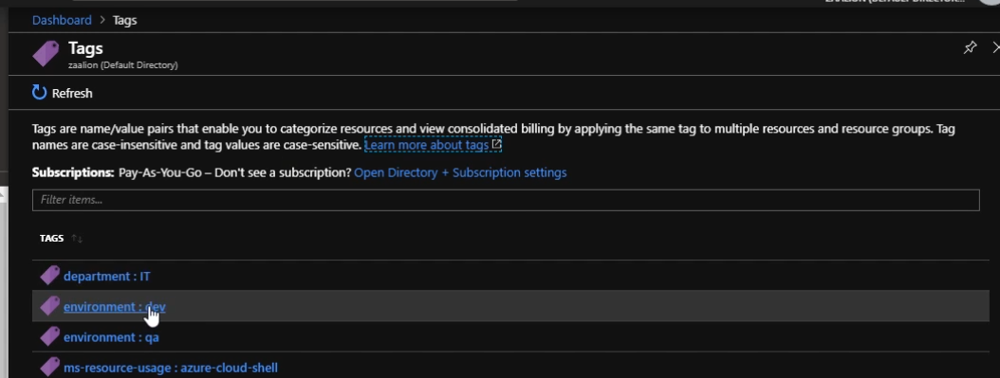 Dashboard > Tags
Tags
zaalion (Default Directory)
Refresh
Tags are name/value pairs that enable you to categorize resources and view consolidated billing by applying the same tag to multiple resources and resource groups. Tag
names are case-insensitive and tag values are case-sensitive. Learn more about tags
Subscriptions: Pay-As-You-Go – Don't see a subscription? Open Directory + Subscription settings
Filter items...
TAGS
department : IT
environment : dev
environment : qa
ms-resource-usage : azure-cloud-shell